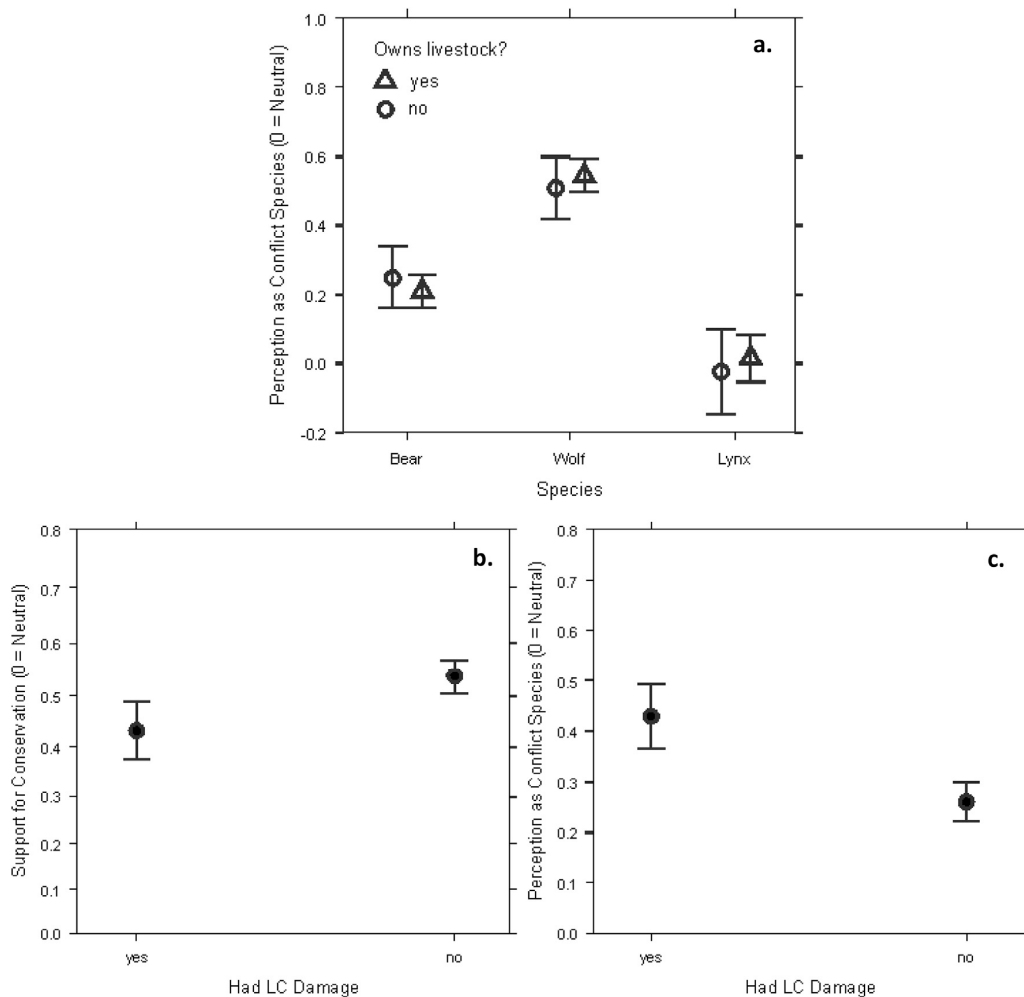 a.
Owns livestock?
yes
no
Perception as Conflict Species (0 = Neutral)
1.0
0.8
0.6
0.4
0.2
0.0
-0.2
Bear Wolf Lynx
Species
b.
Support for Conservation (0 = Neutral)
0.8
0.7
0.6
0.5
0.4
0.3
0.2
0.1
0.0
yes no
Had LC Damage
c.
Perception as Conflict Species (0 = Neutral)
0.8
0.7
0.6
0.5
0.4
0.3
0.2
0.1
0.0
yes no
Had LC Damage